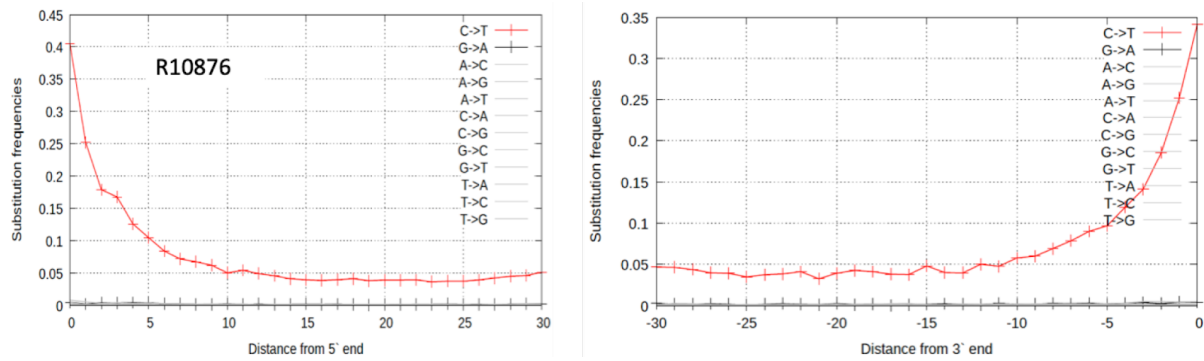 0.45
0.4
0.35
0.3
0.25
0.2
0.15
0.1
0.05
0
Substitution frequencies
R10876
C->T
G->A
A->C
A->G
A->T
C->A
C->G
G->C
G->T
T->A
T->C
T->G
0 5 10 15 20 25 30
Distance from 5` end
0.35
0.3
0.25
0.2
0.15
0.1
0.05
0
Substitution frequencies
C->T
G->A
A->C
A->G
A->T
C->A
C->G
G->C
G->T
T->A
T->C
T->G
-30 -25 -20 -15 -10 -5 -0
Distance from 3` end